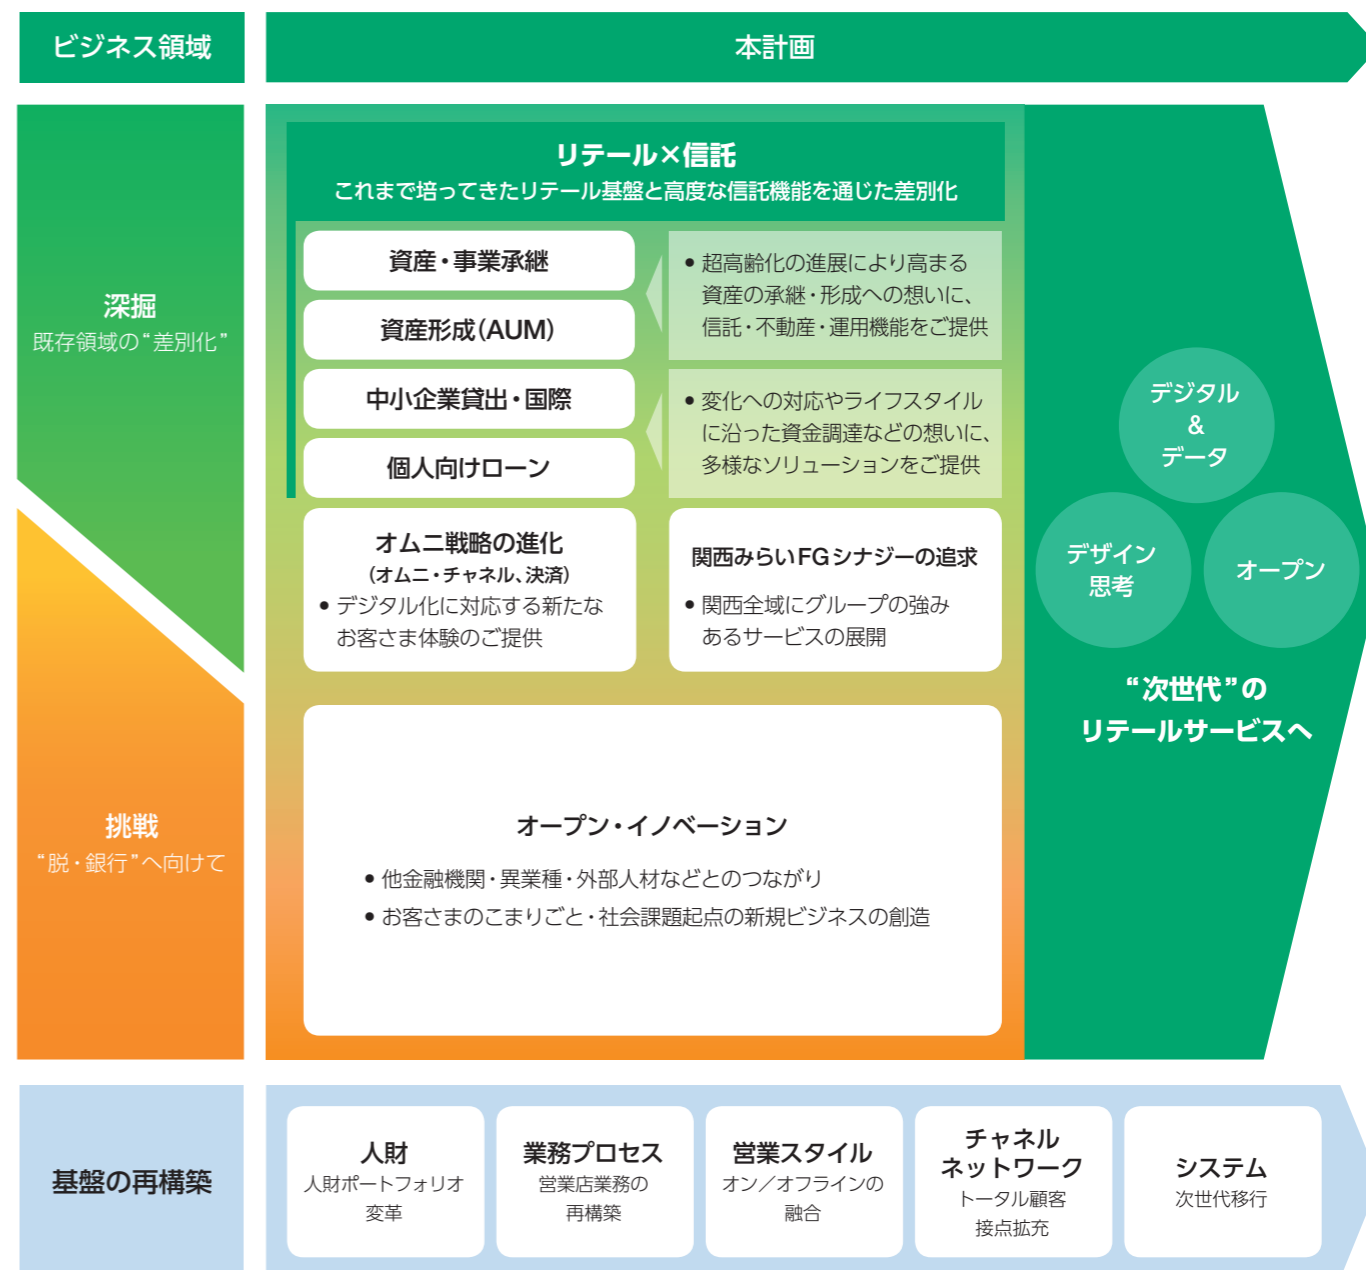 ビジネス領域
本計画
深掘
既存領域の“差別化”
リテール×信託
これまで培ってきたリテール基盤と高度な信託機能を通じた差別化
資産・事業承継
資産形成(AUM)
• 超高齢化の進展により高まる
資産の承継・形成への想いに、
信託・不動産・運用機能をご提供
中小企業貸出・国際
個人向けローン
• 変化への対応やライフスタイル
に沿った資金調達などの想いに、
多様なソリューションをご提供
オムニ戦略の進化
(オムニ・チャネル、決済)
• デジタル化に対応する新たな
お客さま体験のご提供
関西みらいFGシナジーの追求
• 関西全域にグループの強み
あるサービスの展開
挑戦
“脱・銀行”へ向けて
オープン・イノベーション
• 他金融機関・異業種・外部人材などとのつながり
• お客さまのこまりごと・社会課題起点の新規ビジネスの創造
デジタル
&
データ
デザイン
思考
オープン
“次世代”の
リテールサービスへ
基盤の再構築
人財
人財ポートフォリオ
変革
業務プロセス
営業店業務の
再構築
営業スタイル
オン／オフラインの
融合
チャネル
ネットワーク
トータル顧客
接点拡充
システム
次世代移行